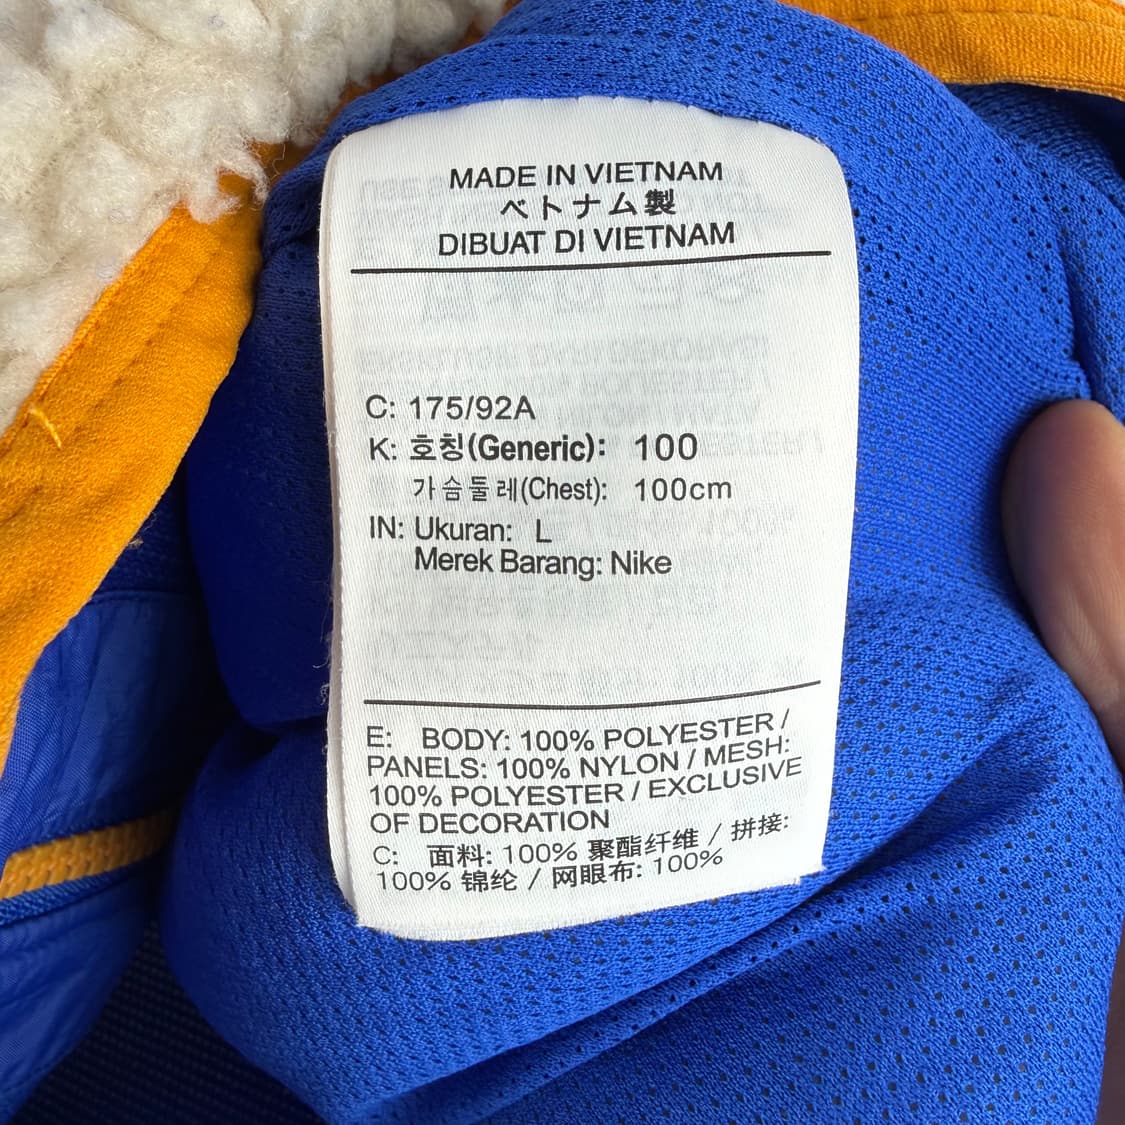 MADE IN VIETNAM
ベトナム製
DIBUAT DI VIETNAM
C: 175/92A
K: 호칭(Generic): 100
가슴둘레(Chest): 100cm
IN: Ukuran: L
Merek Barang: Nike
E: BODY: 100% POLYESTER /
PANELS: 100% NYLON / MESH:
100% POLYESTER / EXCLUSIVE
OF DECORATION
C: 面料: 100% 聚酯纤维 / 拼接:
100% 锦纶 / 网眼布: 100%